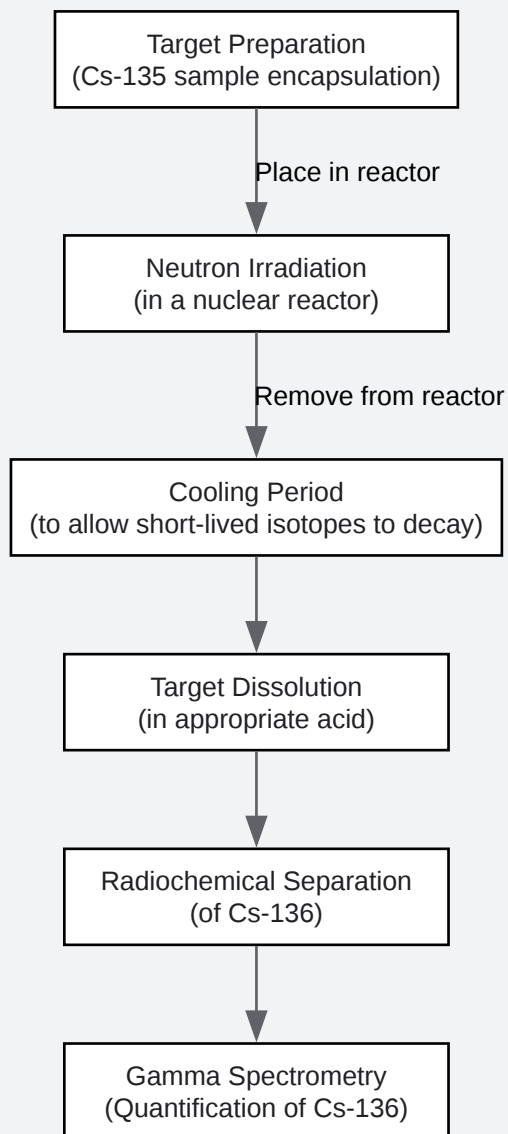 Target Preparation
(Cs-135 sample encapsulation)
Place in reactor
Neutron Irradiation
(in a nuclear reactor)
Remove from reactor
Cooling Period
(to allow short-lived isotopes to decay)
Target Dissolution
(in appropriate acid)
Radiochemical Separation
(of Cs-136)
Gamma Spectrometry
(Quantification of Cs-136)